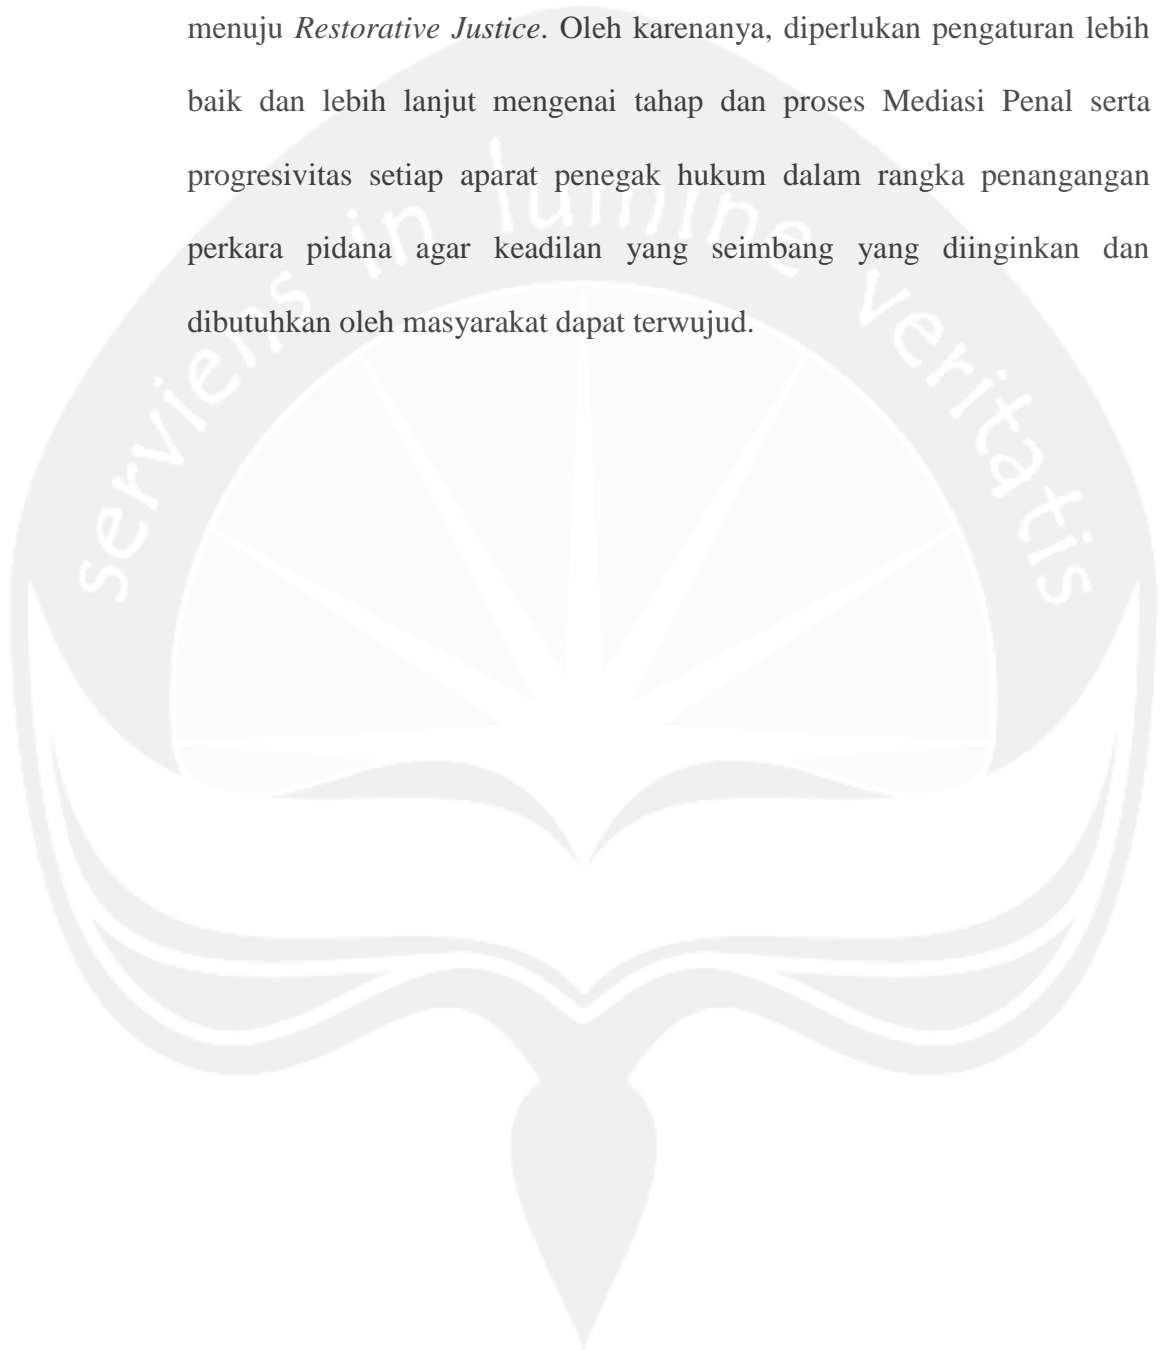 menuju Restorative Justice. Oleh karenanya, diperlukan pengaturan lebih
baik dan lebih lanjut mengenai tahap dan proses Mediasi Penal serta
progresivitas setiap aparat penegak hukum dalam rangka penangangan
perkara pidana agar keadilan yang seimbang yang diinginkan dan
dibutuhkan oleh masyarakat dapat terwujud.
serviens in lumine veritatis